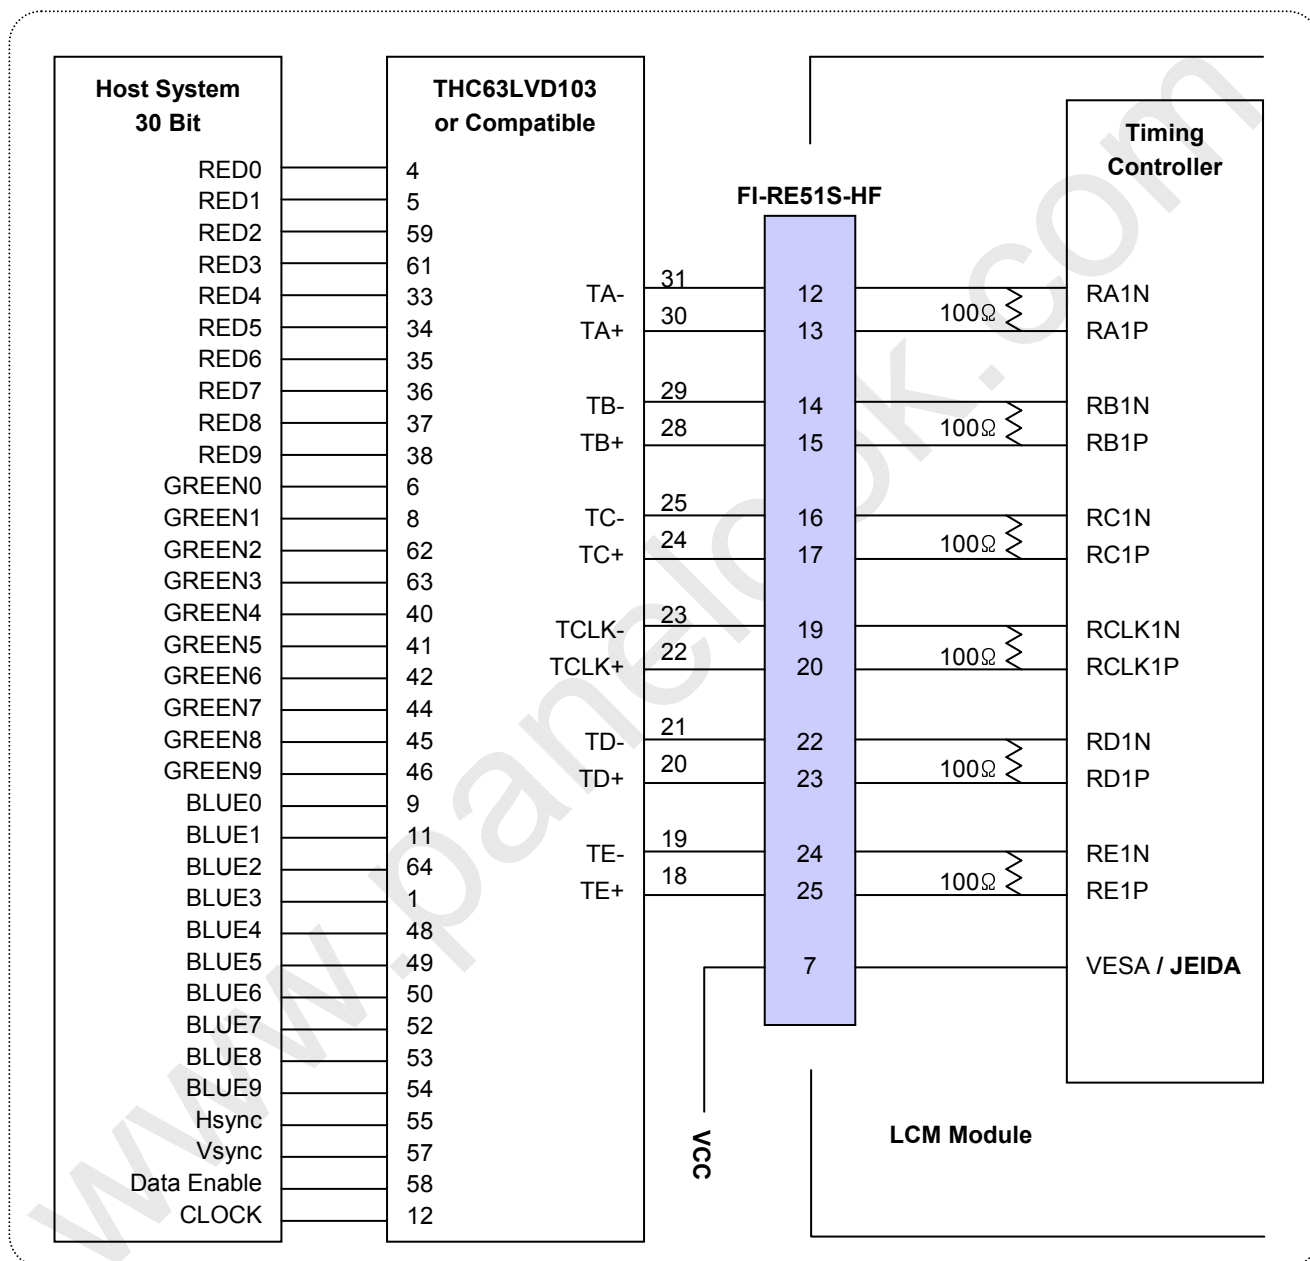 Host System
30 Bit
RED0
RED1
RED2
RED3
RED4
RED5
RED6
RED7
RED8
RED9
GREEN0
GREEN1
GREEN2
GREEN3
GREEN4
GREEN5
GREEN6
GREEN7
GREEN8
GREEN9
BLUE0
BLUE1
BLUE2
BLUE3
BLUE4
BLUE5
BLUE6
BLUE7
BLUE8
BLUE9
Hsync
Vsync
Data Enable
CLOCK
THC63LVD103
or Compatible
4
5
59
61
33
34
35
36
37
38
6
8
62
63
40
41
42
44
45
46
9
11
64
1
48
49
50
52
53
54
55
57
58
12
TA-
TA+
TB-
TB+
TC-
TC+
TCLK-
TCLK+
TD-
TD+
TE-
TE+
31
30
29
28
25
24
23
22
21
20
19
18
VCC
FI-RE51S-HF
12
13
14
15
16
17
19
20
22
23
24
25
7
100Ω
100Ω
100Ω
100Ω
100Ω
100Ω
Timing
Controller
RA1N
RA1P
RB1N
RB1P
RC1N
RC1P
RCLK1N
RCLK1P
RD1N
RD1P
RE1N
RE1P
VESA / JEIDA
LCM Module
www.panelook.com